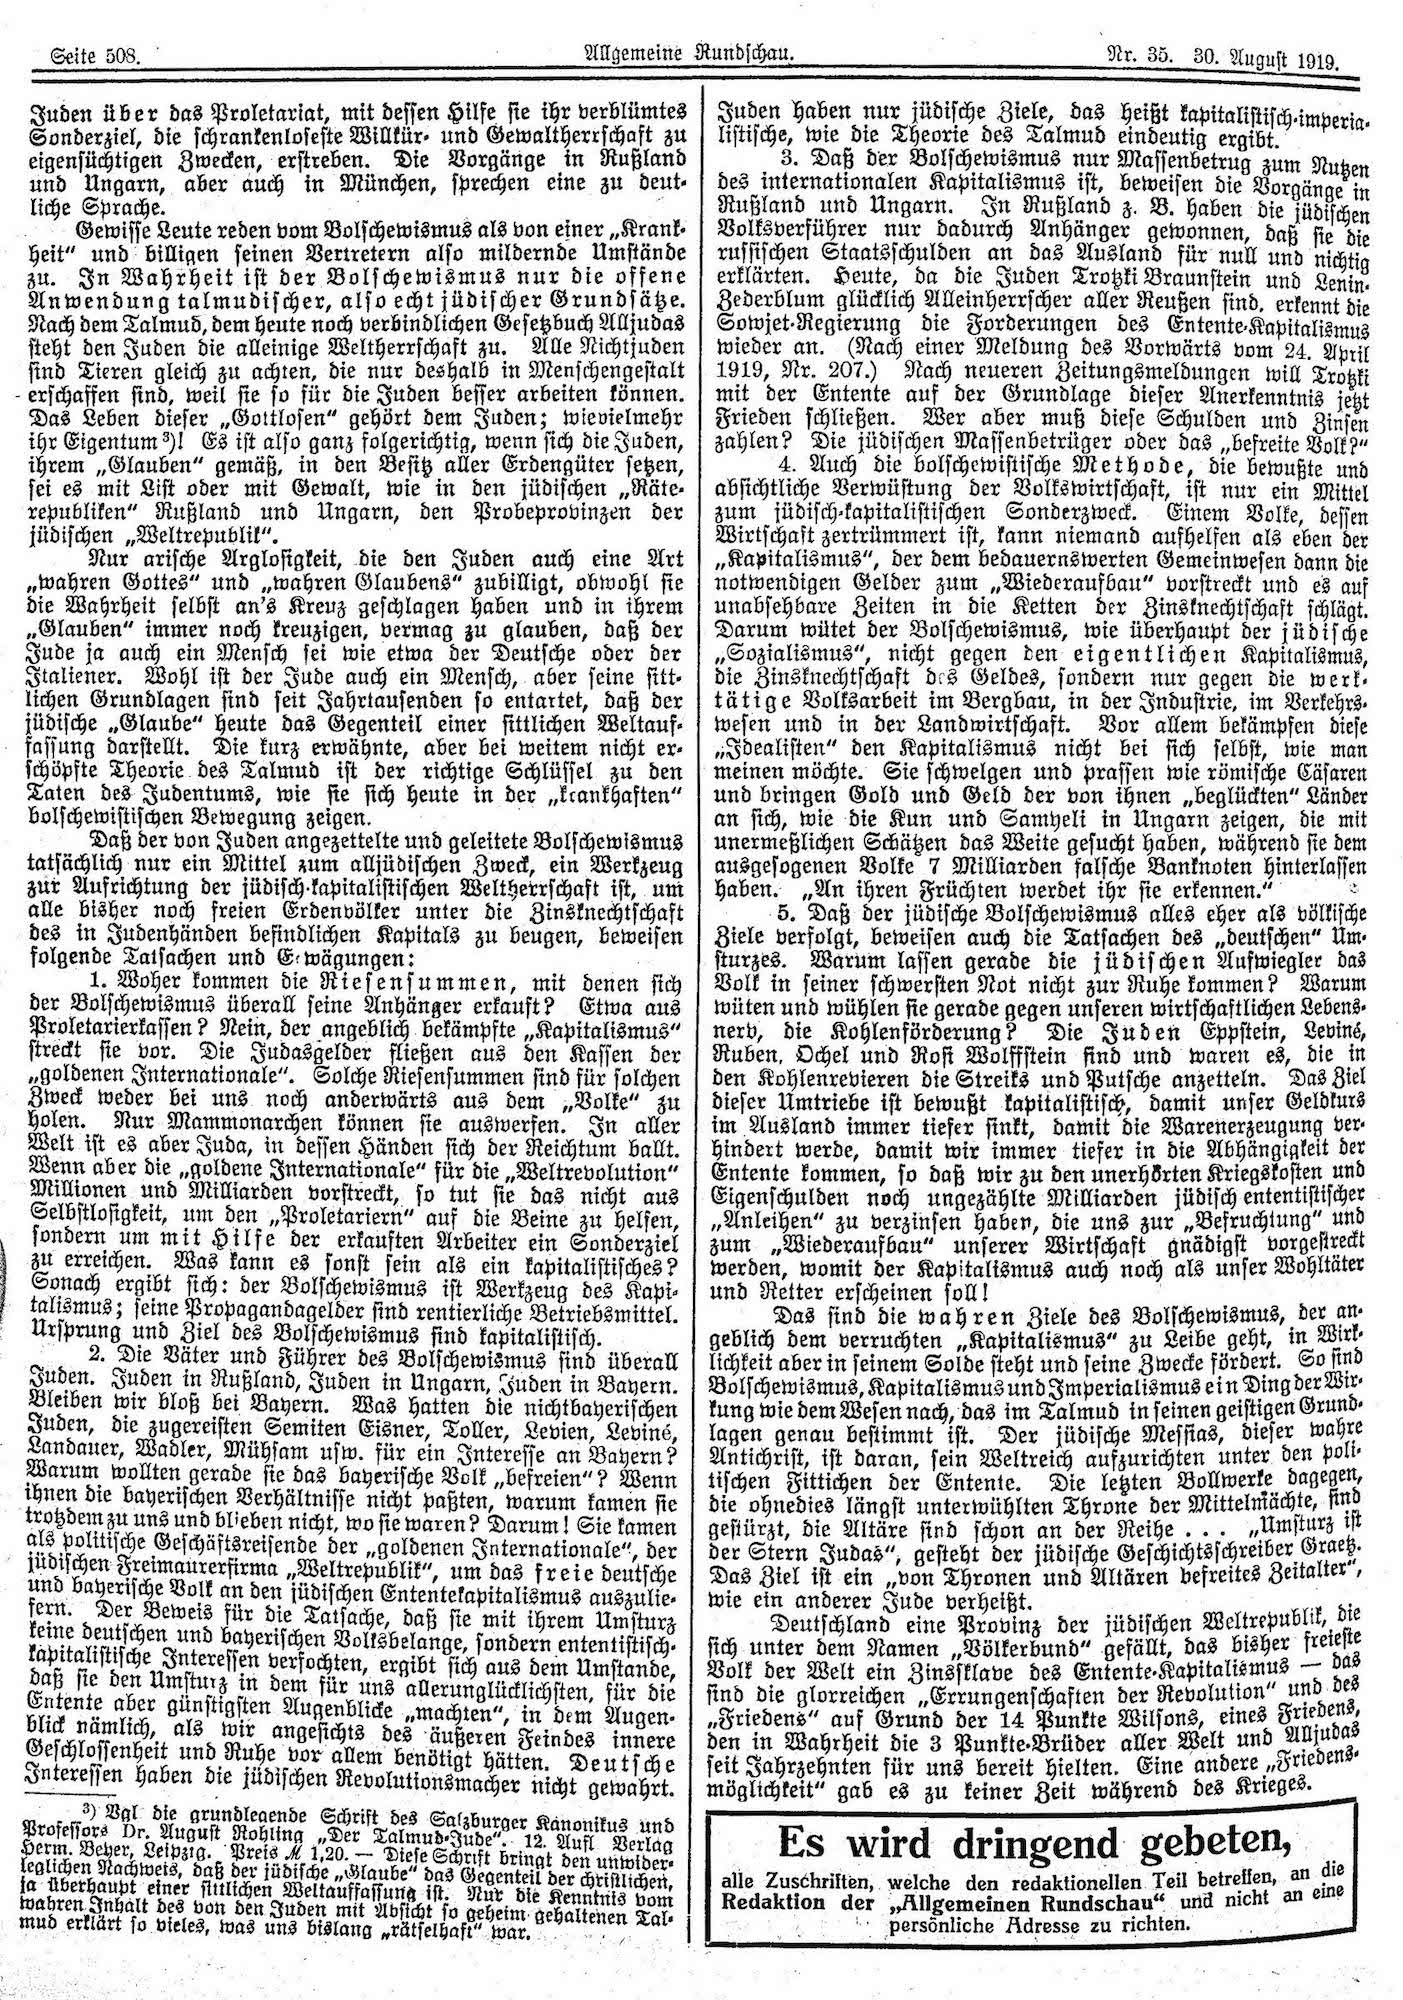 Seite 508.
Allgemeine Rundschau.
Nr. 35. 30. August 1919.
Juden über das Proletariat, mit dessen Hilfe sie ihr verblümtes
Sonderziel, die schrankenloseste Willkür- und Gewaltherrschaft zu
eigensüchtigen Zwecken, erstreben. Die Vorgänge in Rußland
und Ungarn, aber auch in München, sprechen eine zu deut-
liche Sprache.
Gewisse Leute reden vom Bolschewismus als von einer „Krank-
heit“ und billigen seinen Vertretern also mildernde Umstände
zu. In Wahrheit ist der Bolschewismus nur die offene
Anwendung talmudischer, also echt jüdischer Grundsätze.
Nach dem Talmud, dem heute noch verbindlichen Gesetzbuch Alljudas
steht den Juden die alleinige Weltherrschaft zu. Alle Nichtjuden
sind Tieren gleich zu achten, die nur deshalb in Menschengestalt
erschaffen sind, weil sie so für die Juden besser arbeiten können.
Das Leben dieser „Gottlosen“ gehört dem Juden; wievielmehr
ihr Eigentum³)! Es ist also ganz folgerichtig, wenn sich die Juden,
ihrem „Glauben“ gemäß, in den Besitz aller Erdengüter setzen,
sei es mit List oder mit Gewalt, wie in den jüdischen „Räte-
republiken“ Rußland und Ungarn, den Probeprovinzen der
jüdischen „Weltrepublik“.
Nur arische Arglosigkeit, die den Juden auch eine Art
„wahren Gottes“ und „wahren Glaubens“ zubilligt, obwohl sie
die Wahrheit selbst an's Kreuz geschlagen haben und in ihrem
„Glauben“ immer noch kreuzigen, vermag zu glauben, daß der
Jude ja auch ein Mensch sei wie etwa der Deutsche oder der
Italiener. Wohl ist der Jude auch ein Mensch, aber seine sitt-
lichen Grundlagen sind seit Jahrtausenden so entartet, daß der
jüdische „Glaube“ heute das Gegenteil einer sittlichen Weltauf-
fassung darstellt. Die kurz erwähnte, aber bei weitem nicht er-
schöpfte Theorie des Talmud ist der richtige Schlüssel zu den
Taten des Judentums, wie sie sich heute in der „krankhaften“
bolschewistischen Bewegung zeigen.
Daß der von Juden angezettelte und geleitete Bolschewismus
tatsächlich nur ein Mittel zum alljüdischen Zweck, ein Werkzeug
zur Aufrichtung der jüdisch-kapitalistischen Weltherrschaft ist, um
alle bisher noch freien Erdenvölker unter die Zinsknechtschaft
des in Judenhänden befindlichen Kapitals zu beugen, beweisen
folgende Tatsachen und Erwägungen:
1. Woher kommen die Riesensummen, mit denen sich
der Bolschewismus überall seine Anhänger erkauft? Etwa aus
Proletarierkassen? Nein, der angeblich bekämpfte „Kapitalismus“
streckt sie vor. Die Judasgelder fließen aus den Kassen der
„goldenen Internationale“. Solche Riesensummen sind für solchen
Zweck weder bei uns noch anderwärts aus dem „Volke“ zu
holen. Nur Mammonarchen können sie auswerfen. In aller
Welt ist es aber Juda, in dessen Händen sich der Reichtum ballt.
Wenn aber die „goldene Internationale“ für die „Weltrevolution“
Millionen und Milliarden vorstreckt, so tut sie das nicht aus
Selbstlosigkeit, um den „Proletariern“ auf die Beine zu helfen,
sondern um mit Hilfe der erkauften Arbeiter ein Sonderziel
zu erreichen. Was kann es sonst sein als ein kapitalistisches?
Sonach ergibt sich: der Bolschewismus ist Werkzeug des Kapi-
talismus; seine Propagandagelder sind rentierliche Betriebsmittel.
Ursprung und Ziel des Bolschewismus sind kapitalistisch.
2. Die Väter und Führer des Bolschewismus sind überall
Juden. Juden in Rußland, Juden in Ungarn, Juden in Bayern.
Bleiben wir bloß bei Bayern. Was hatten die nichtbayerischen
Juden, die zugereisten Semiten Eisner, Toller, Levien, Leviné,
Landauer, Wadler, Mühsam usw. für ein Interesse an Bayern?
Warum wollten gerade sie das bayerische Volk „befreien“? Wenn
ihnen die bayerischen Verhältnisse nicht paßten, warum kamen sie
trotzdem zu uns und blieben nicht, wo sie waren? Darum! Sie kamen
als politische Geschäftsreisende der „goldenen Internationale“, der
jüdischen Freimaurerfirma „Weltrepublik“, um das freie deutsche
und bayerische Volk an den jüdischen Ententekapitalismus auszulie-
fern. Der Beweis für die Tatsache, daß sie mit ihrem Umsturz
keine deutschen und bayerischen Volksbelange, sondern ententistisch-
kapitalistische Interessen verfochten, ergibt sich aus dem Umstande,
daß sie den Umsturz in dem für uns allerunglücklichsten, für die
Entente aber günstigsten Augenblicke „machten“, in dem Augen-
blick nämlich, als wir angesichts des äußeren Feindes innere
Geschlossenheit und Ruhe vor allem benötigt hätten. Deutsche
Interessen haben die jüdischen Revolutionsmacher nicht gewahrt.
³) Vgl die grundlegende Schrift des Salzburger Kanonikus und
Professors Dr. August Rohling „Der Talmud-Jude“. 12. Aufl Verlag
Herm. Beyer, Leipzig. Preis M 1,20. — Diese Schrift bringt den unwider-
leglichen Nachweis, daß der jüdische „Glaube“ das Gegenteil der christlichen,
ja überhaupt einer sittlichen Weltauffassung ist. Nur die Kenntnis vom
wahren Inhalt des von den Juden mit Absicht so geheim gehaltenen Tal-
mud erklärt so vieles, was uns bislang „rätselhaft“ war.
Juden haben nur jüdische Ziele, das heißt kapitalistisch-imperia-
listische, wie die Theorie des Talmud eindeutig ergibt.
3. Daß der Bolschewismus nur Massenbetrug zum Nutzen
des internationalen Kapitalismus ist, beweisen die Vorgänge in
Rußland und Ungarn. In Rußland z. B. haben die jüdischen
Volksverführer nur dadurch Anhänger gewonnen, daß sie die
russischen Staatsschulden an das Ausland für null und nichtig
erklärten. Heute, da die Juden Trotzki Braunstein und Lenin-
Zederblum glücklich Alleinherrscher aller Reußen sind, erkennt die
Sowjet-Regierung die Forderungen des Entente-Kapitalismus
wieder an. (Nach einer Meldung des Vorwärts vom 24. April
1919, Nr. 207.) Nach neueren Zeitungsmeldungen will Trotzki
mit der Entente auf der Grundlage dieser Anerkenntnis jetzt
Frieden schließen. Wer aber muß diese Schulden und Zinsen
zahlen? Die jüdischen Massenbetrüger oder das „befreite Volk?“
4. Auch die bolschewistische Methode, die bewußte und
absichtliche Verwüstung der Volkswirtschaft, ist nur ein Mittel
zum jüdisch-kapitalistischen Sonderzweck. Einem Volke, dessen
Wirtschaft zertrümmert ist, kann niemand aufhelfen als eben der
„Kapitalismus“, der dem bedauernswerten Gemeinwesen dann die
notwendigen Gelder zum „Wiederaufbau“ vorstreckt und es auf
unabsehbare Zeiten in die Ketten der Zinsknechtschaft schlägt.
Darum wütet der Bolschewismus, wie überhaupt der jüdische
„Sozialismus“, nicht gegen den eigentlichen Kapitalismus,
die Zinsknechtschaft des Geldes, sondern nur gegen die werk-
tätige Volksarbeit im Bergbau, in der Industrie, im Verkehrs-
wesen und in der Landwirtschaft. Vor allem bekämpfen diese
„Idealisten“ den Kapitalismus nicht bei sich selbst, wie man
meinen möchte. Sie schwelgen und prassen wie römische Cäsaren
und bringen Gold und Geld der von ihnen „beglückten“ Länder
an sich, wie die Kun und Samyeli in Ungarn zeigen, die mit
unermeßlichen Schätzen das Weite gesucht haben, während sie dem
ausgesogenen Volke 7 Milliarden falsche Banknoten hinterlassen
haben. „An ihren Früchten werdet ihr sie erkennen.“
5. Daß der jüdische Bolschewismus alles eher als völkische
Ziele verfolgt, beweisen auch die Tatsachen des „deutschen“ Um-
sturzes. Warum lassen gerade die jüdischen Aufwiegler das
Volk in seiner schwersten Not nicht zur Ruhe kommen? Warum
wüten und wühlen sie gerade gegen unseren wirtschaftlichen Lebens-
nerv, die Kohlenförderung? Die Juden Eppstein, Leviné,
Ruben, Ochel und Rosi Wolffstein sind und waren es, die in
den Kohlenrevieren die Streiks und Putsche anzetteln. Das Ziel
dieser Umtriebe ist bewußt kapitalistisch, damit unser Geldkurs
im Ausland immer tiefer sinkt, damit die Warenerzeugung ver-
hindert werde, damit wir immer tiefer in die Abhängigkeit der
Entente kommen, so daß wir zu den unerhörten Kriegskosten und
Eigenschulden noch ungezählte Milliarden jüdisch ententistischer
„Anleihen“ zu verzinsen haben, die uns zur „Befruchtung“ und
zum „Wiederaufbau“ unserer Wirtschaft gnädigst vorgestreckt
werden, womit der Kapitalismus auch noch als unser Wohltäter
und Retter erscheinen soll!
Das sind die wahren Ziele des Bolschewismus, der an-
geblich dem verruchten „Kapitalismus“ zu Leibe geht, in Wirk-
lichkeit aber in seinem Solde steht und seine Zwecke fördert. So sind
Bolschewismus, Kapitalismus und Imperialismus ein Ding der Wir-
kung wie dem Wesen nach, das im Talmud in seinen geistigen Grund-
lagen genau bestimmt ist. Der jüdische Messias, dieser wahre
Antichrist, ist daran, sein Weltreich aufzurichten unter den poli-
tischen Fittichen der Entente. Die letzten Bollwerke dagegen,
die ohnedies längst unterwühlten Throne der Mittelmächte, sind
gestürzt, die Altäre sind schon an der Reihe . . . „Umsturz ist
der Stern Judas“, gesteht der jüdische Geschichtsschreiber Graetz.
Das Ziel ist ein „von Thronen und Altären befreites Zeitalter“,
wie ein anderer Jude verheißt.
Deutschland eine Provinz der jüdischen Weltrepublik, die
sich unter dem Namen „Völkerbund“ gefällt, das bisher freieste
Volk der Welt ein Zinssklave des Entente-Kapitalismus — das
sind die glorreichen „Errungenschaften der Revolution“ und des
„Friedens“ auf Grund der 14 Punkte Wilsons, eines Friedens,
den in Wahrheit die 3 Punkte-Brüder aller Welt und Alljudas
seit Jahrzehnten für uns bereit hielten. Eine andere „Friedens-
möglichkeit“ gab es zu keiner Zeit während des Krieges.
Es wird dringend gebeten,
alle Zuschriften, welche den redaktionellen Teil betreffen, an die
Redaktion der „Allgemeinen Rundschau“ und nicht an eine
persönliche Adresse zu richten.